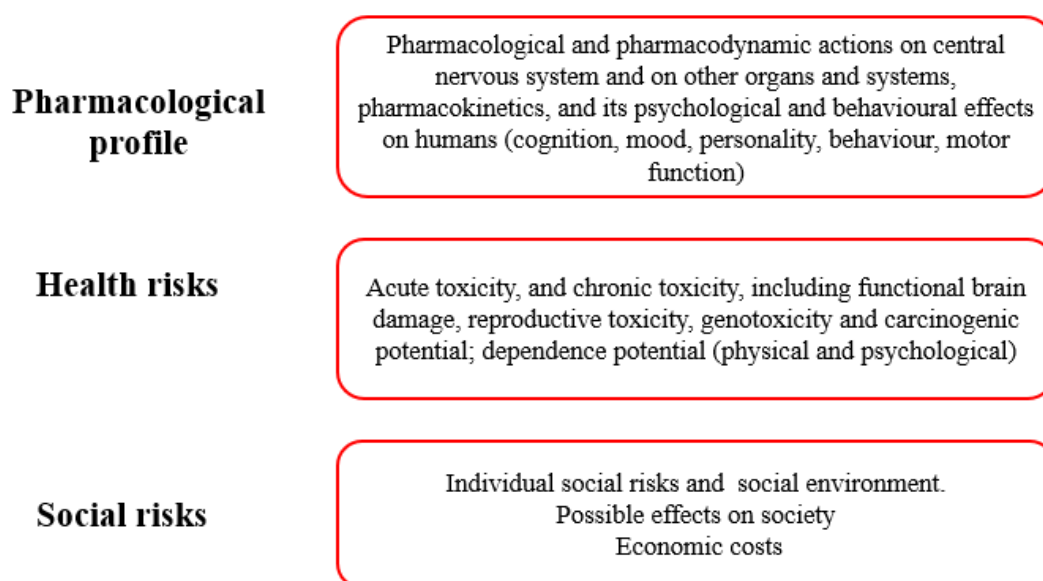 Pharmacological
profile
Pharmacological and pharmacodynamic actions on central
nervous system and on other organs and systems,
pharmacokinetics, and its psychological and behavioural effects
on humans (cognition, mood, personality, behaviour, motor
function)
Health risks
Acute toxicity, and chronic toxicity, including functional brain
damage, reproductive toxicity, genotoxicity and carcinogenic
potential; dependence potential (physical and psychological)
Social risks
Individual social risks and  social environment.
Possible effects on society
Economic costs